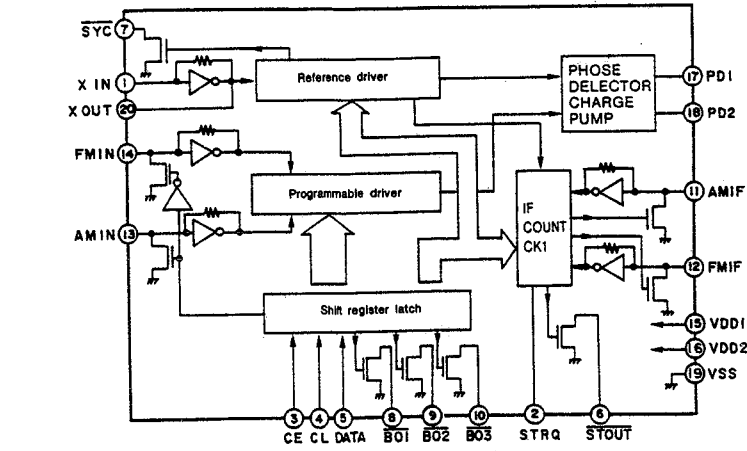 SYC
7
X IN
1
X OUT
20
FMIN
14
AMIN
13
Reference driver
Programmable driver
Shift register latch
PHOSE
DELECTOR
CHARGE
PUMP
IF
COUNT
CK1
17 PD1
18 PD2
11 AMIF
12 FMIF
15 VDD1
16 VDD2
19 VSS
3 4 5 8 9 10 2 6
CE CL DATA BO1 BO2 BO3 STRQ STOUT